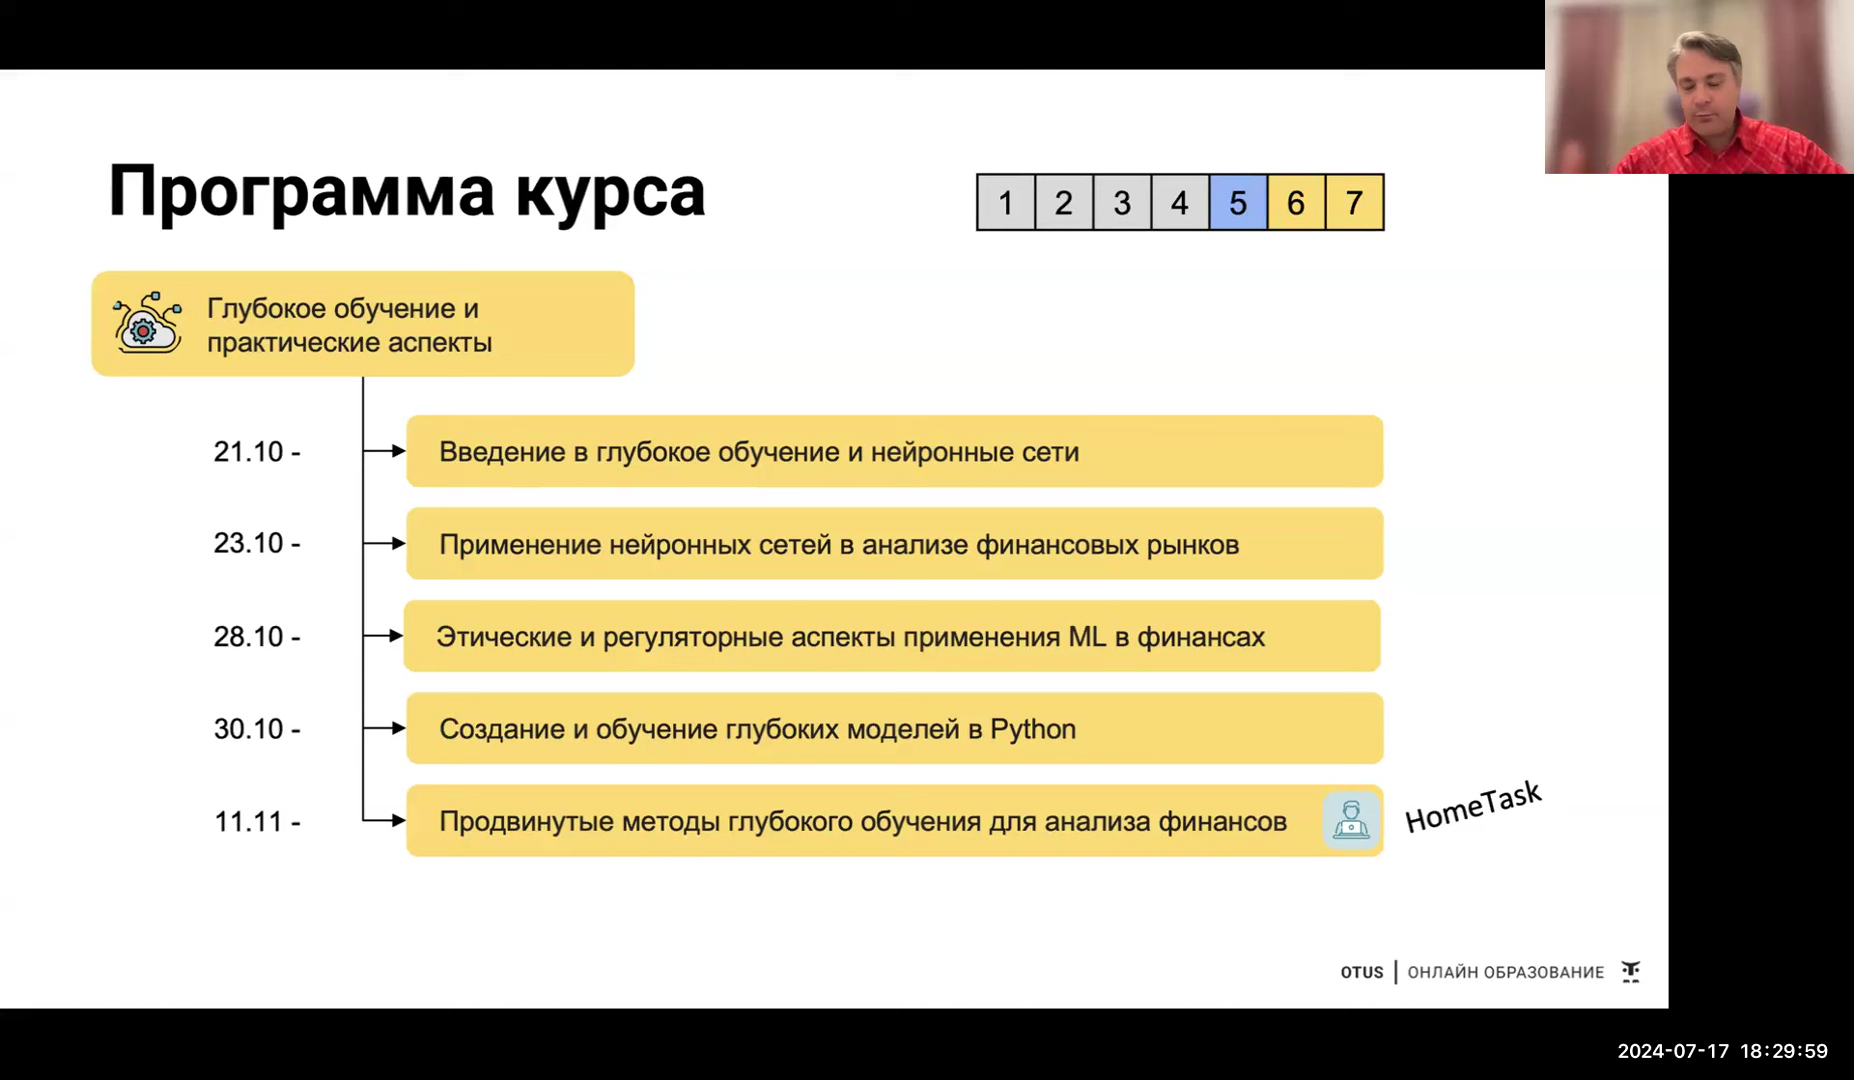 Программа курса
1 2 3 4 5 6 7
Глубокое обучение и
практические аспекты
21.10 - Введение в глубокое обучение и нейронные сети
23.10 - Применение нейронных сетей в анализе финансовых рынков
28.10 - Этические и регуляторные аспекты применения ML в финансах
30.10 - Создание и обучение глубоких моделей в Python
11.11 - Продвинутые методы глубокого обучения для анализа финансов
HomeTask
OTUS | ОНЛАЙН ОБРАЗОВАНИЕ
2024-07-17 18:29:59